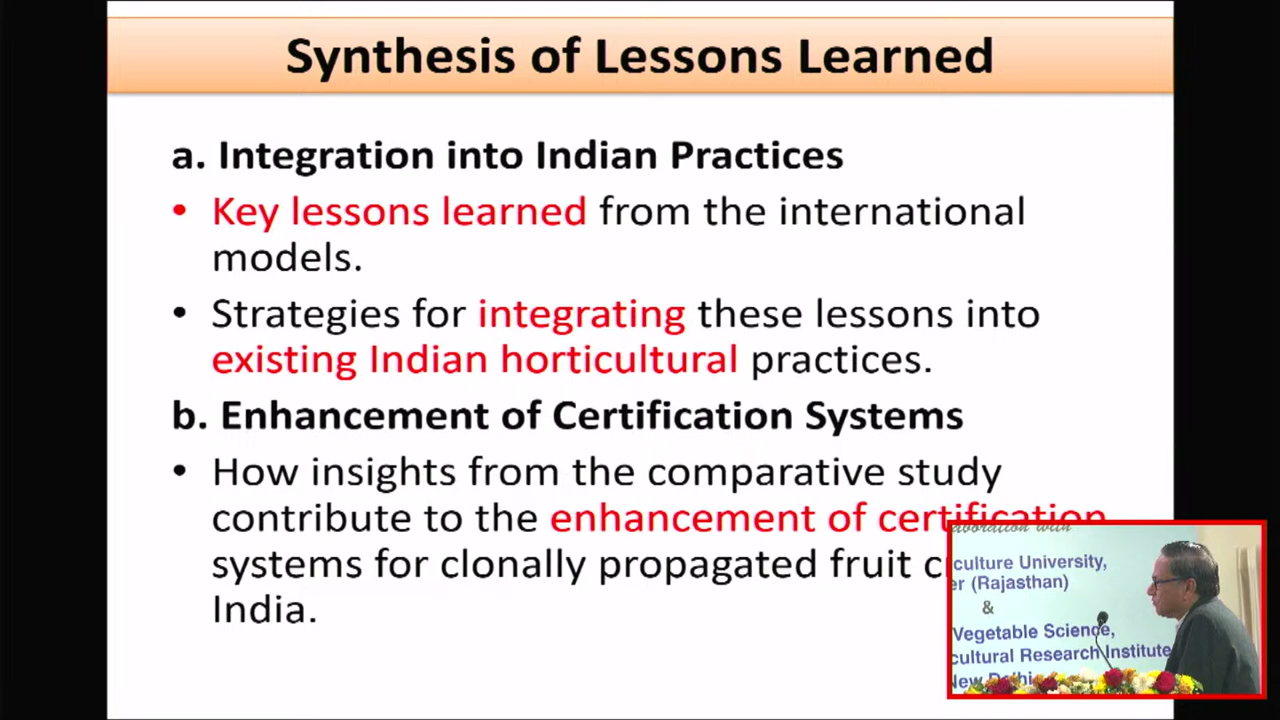 Synthesis of Lessons Learned
a. Integration into Indian Practices
• Key lessons learned from the international
models.
• Strategies for integrating these lessons into
existing Indian horticultural practices.
b. Enhancement of Certification Systems
• How insights from the comparative study
contribute to the enhancement of certification
systems for clonally propagated fruit c
India.
aboration with
culture University,
er (Rajasthan)
&
Vegetable Science,
cultural Research Institute
New Delhi